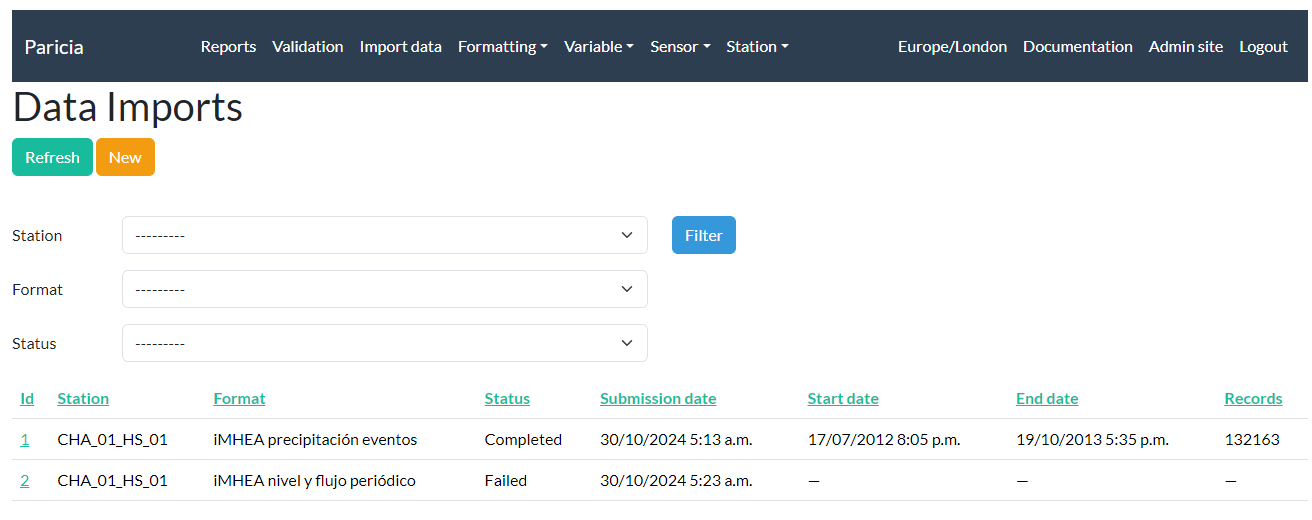 Paricia Reports Validation Import data Formatting Variable Sensor Station Europe/London Documentation Admin site Logout
Data Imports
Refresh New
Station --------- Filter
Format ---------
Status ---------
Id Station Format Status Submission date Start date End date Records
1 CHA_01_HS_01 iMHEA precipitación eventos Completed 30/10/2024 5:13 a.m. 17/07/2012 8:05 p.m. 19/10/2013 5:35 p.m. 132163
2 CHA_01_HS_01 iMHEA nivel y flujo periódico Failed 30/10/2024 5:23 a.m. — — —